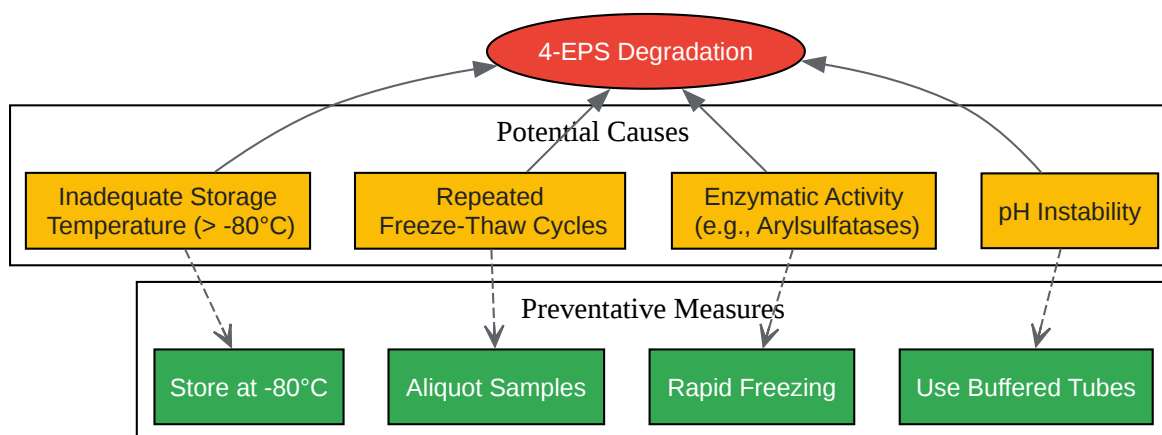 4-EPS Degradation
Potential Causes
Inadequate Storage
Temperature (> -80°C)
Repeated
Freeze-Thaw Cycles
Enzymatic Activity
(e.g., Arylsulfatases)
pH Instability
Preventative Measures
Store at -80°C
Aliquot Samples
Rapid Freezing
Use Buffered Tubes